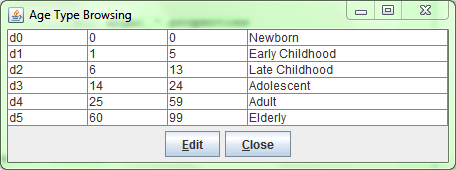 Age Type Browsing
d0 0 0 Newborn
d1 1 5 Early Childhood
d2 6 13 Late Childhood
d3 14 24 Adolescent
d4 25 59 Adult
d5 60 99 Elderly
Edit Close